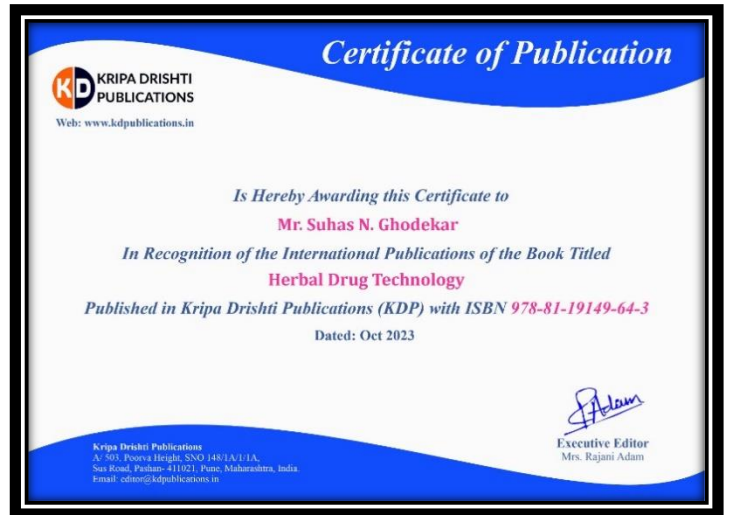 Certificate of Publication
KRIPA DRISHTI
PUBLICATIONS
Web: www.kdpublications.in
Is Hereby Awarding this Certificate to
Mr. Suhas N. Ghodekar
In Recognition of the International Publications of the Book Titled
Herbal Drug Technology
Published in Kripa Drishti Publications (KDP) with ISBN 978-81-19149-64-3
Dated: Oct 2023
Adam
Executive Editor
Mrs. Rajani Adam
Kripa Drishti Publications
A/ 503, Poorva Height, SNO 148/1A/1/1A,
Sus Road, Pashan- 411021, Pune, Maharashtra, India.
Email: editor@kdpublications.in